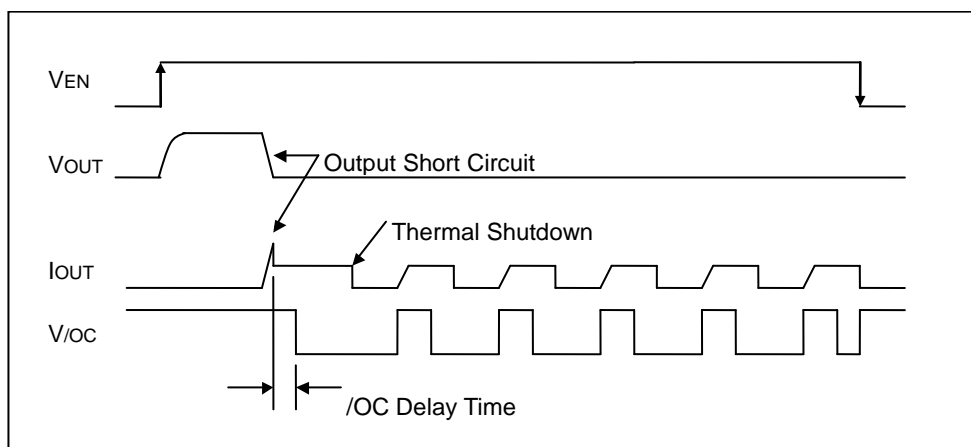 VEN
VOUT
Output Short Circuit
Thermal Shutdown
IOUT
V/OC
/OC Delay Time